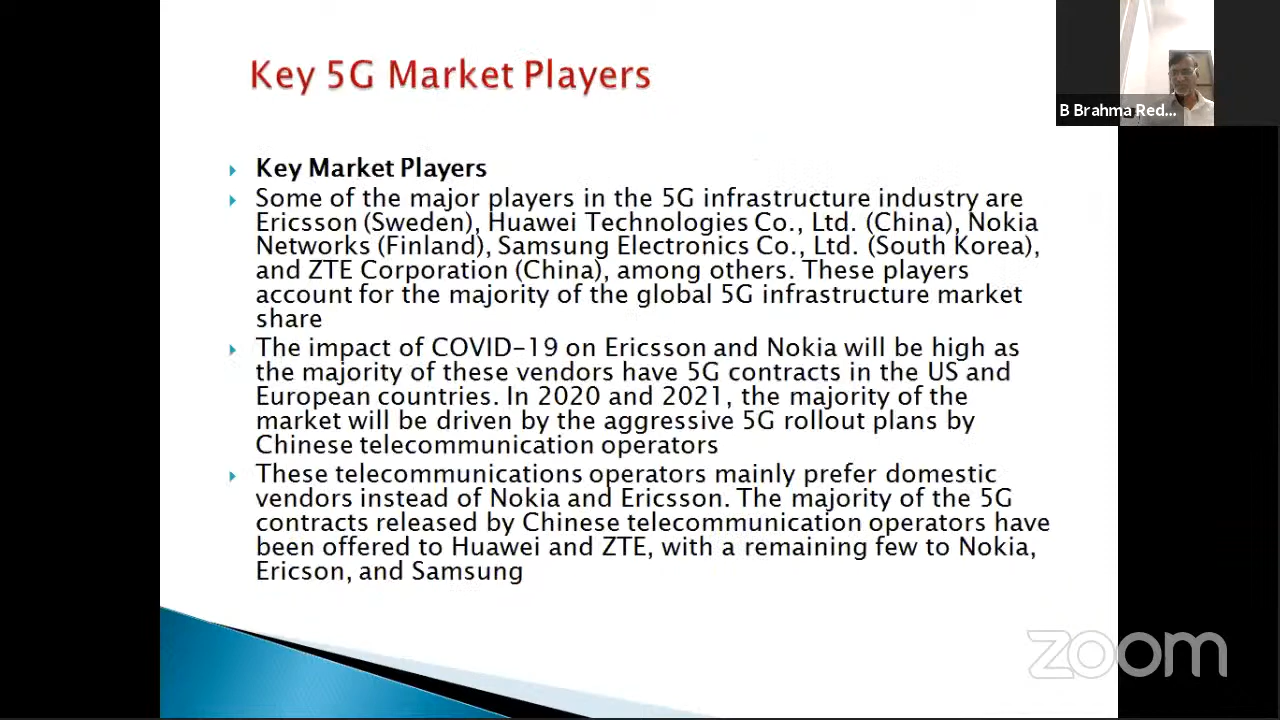 Key 5G Market Players
B Brahma Red...
Key Market Players
Some of the major players in the 5G infrastructure industry are
Ericsson (Sweden), Huawei Technologies Co., Ltd. (China), Nokia
Networks (Finland), Samsung Electronics Co., Ltd. (South Korea),
and ZTE Corporation (China), among others. These players
account for the majority of the global 5G infrastructure market
share
The impact of COVID-19 on Ericsson and Nokia will be high as
the majority of these vendors have 5G contracts in the US and
European countries. In 2020 and 2021, the majority of the
market will be driven by the aggressive 5G rollout plans by
Chinese telecommunication operators
These telecommunications operators mainly prefer domestic
vendors instead of Nokia and Ericsson. The majority of the 5G
contracts released by Chinese telecommunication operators have
been offered to Huawei and ZTE, with a remaining few to Nokia,
Ericson, and Samsung
zoom